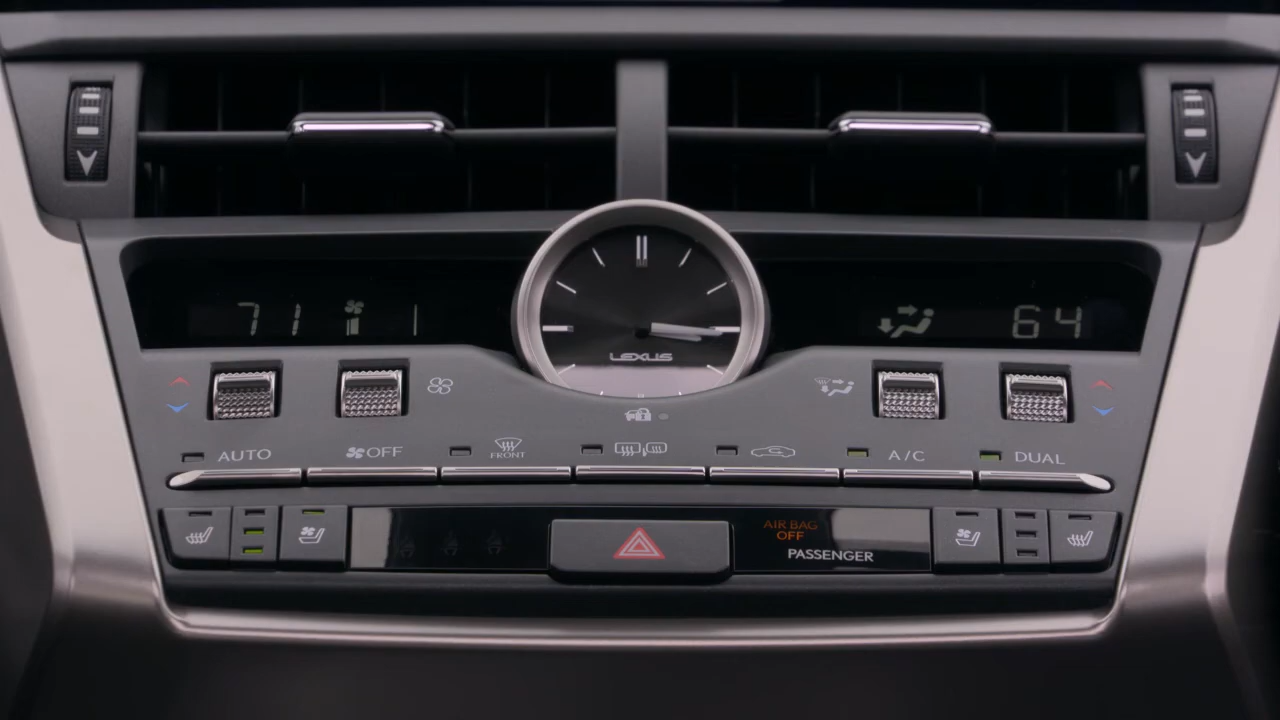 71 1 64
LEXUS
AUTO OFF FRONT A/C DUAL
AIR BAG
OFF
PASSENGER